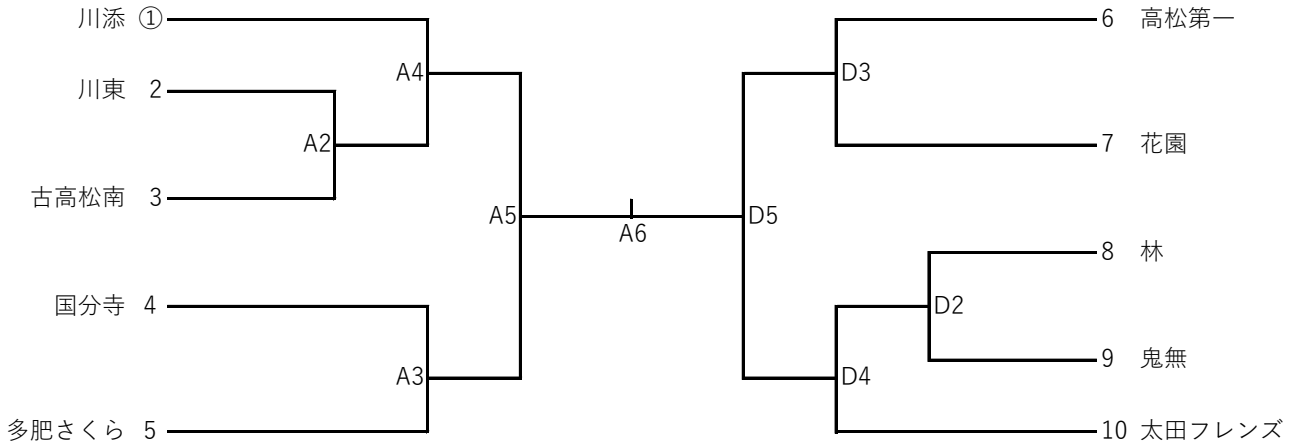 川添 ①
川東 2
古高松南 3
国分寺 4
多肥さくら 5
A4
A2
A5
A3
A6
D3
D5
D2
D4
6 高松第一
7 花園
8 林
9 鬼無
10 太田フレンズ